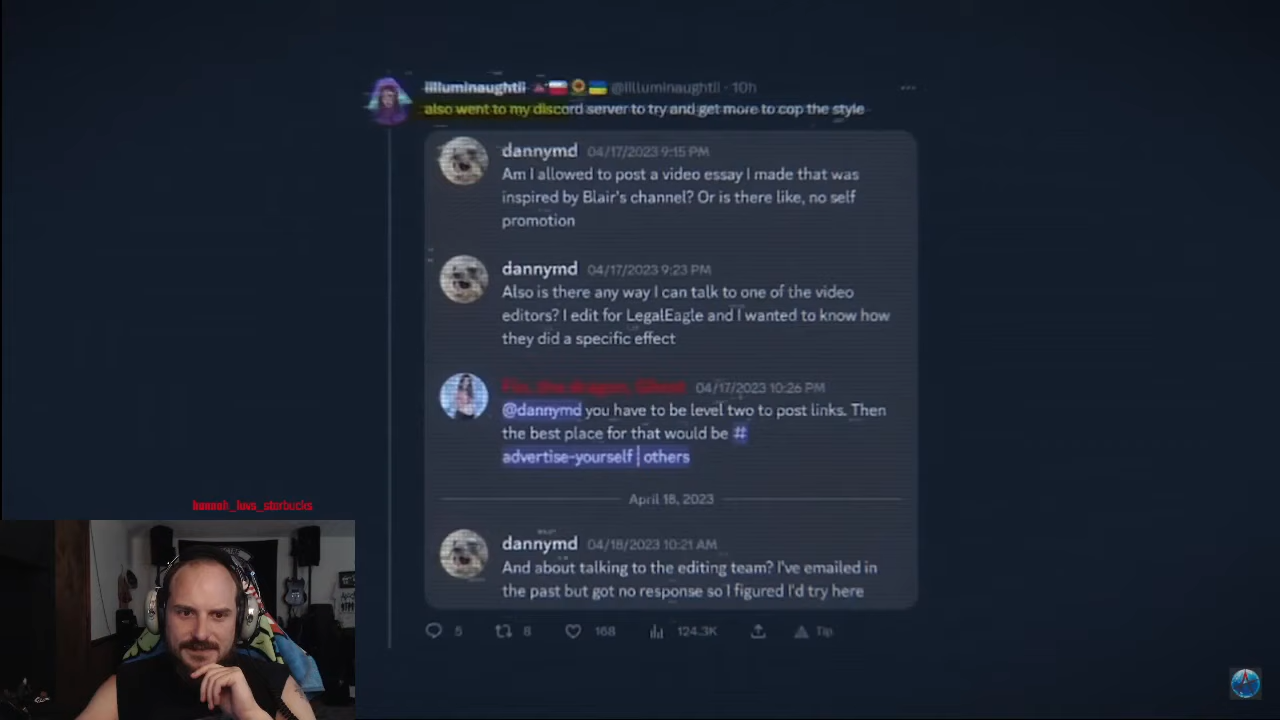 iilluminaughtii @iilluminaughtii · 10h
also went to my discord server to try and get more to cop the style
dannymd 04/17/2023 9:15 PM
Am I allowed to post a video essay I made that was
inspired by Blair's channel? Or is there like, no self
promotion
dannymd 04/17/2023 9:23 PM
Also is there any way I can talk to one of the video
editors? I edit for LegalEagle and I wanted to know how
they did a specific effect
04/17/2023 10:26 PM
@dannymd you have to be level two to post links. Then
the best place for that would be #
advertise-yourself | others
April 18, 2023
dannymd 04/18/2023 10:21 AM
And about talking to the editing team? I've emailed in
the past but got no response so I figured I'd try here
5 8 168 124.3K Tip
hannah_luvs_starbucks